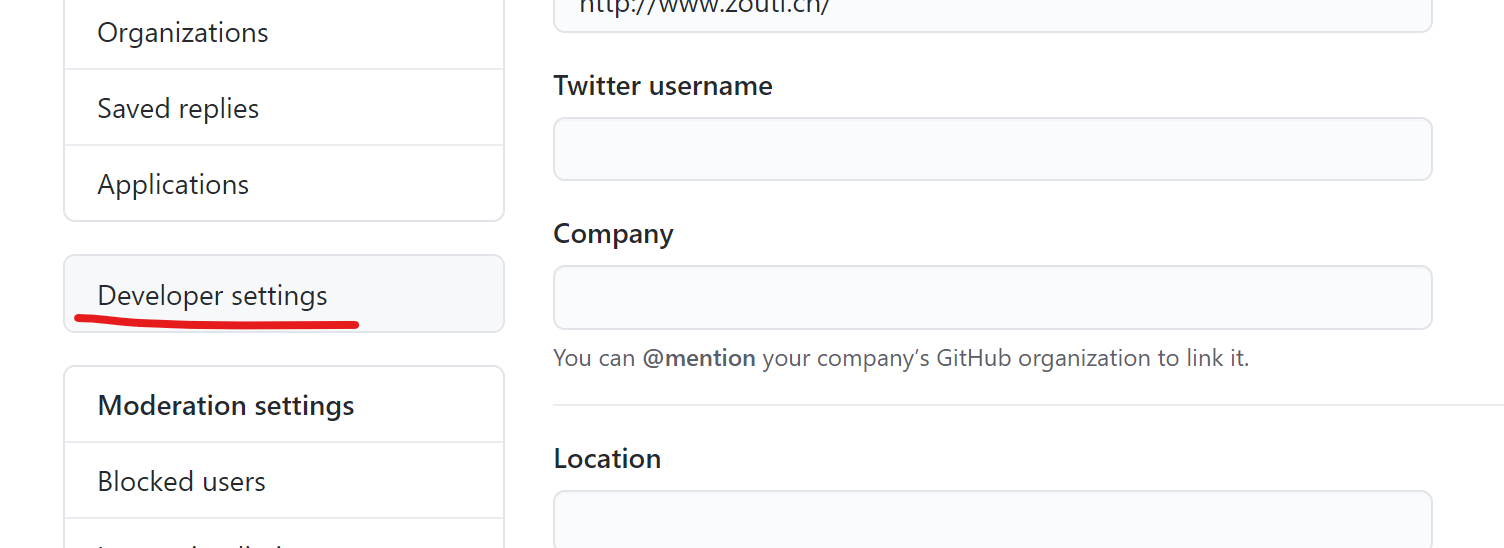 Organizations
Saved replies
Applications
Developer settings
Moderation settings
Blocked users
http://www.zouti.cn/
Twitter username
Company
You can @mention your company’s GitHub organization to link it.
Location